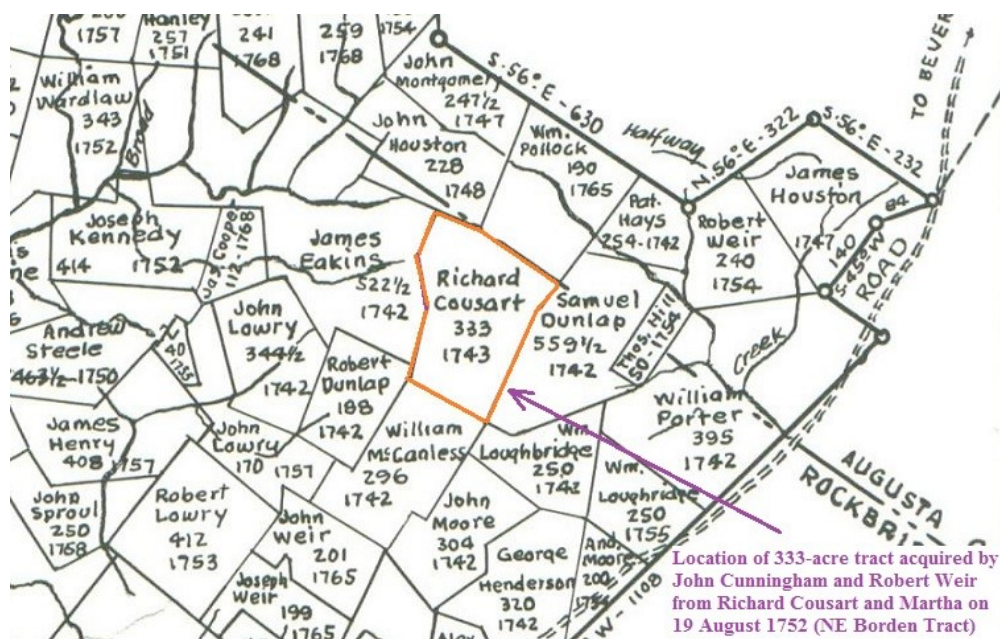 1757
Hanley
257
1751
241
1768
259
1768
1754
William
Wardlaw
343
1752
Broad
John
Montgomery
247½
1747
John
Houston
228
1748
S·56°E-630
Wm.
Pollock
190
1765
Halfway
N.56°E-322
S·56°E-232
TO BEVER
Pat.
Hays
254-1742
Robert
Weir
240
1754
James
Houston
1747
84
140
S·45°W
ROAD
Joseph
Kennedy
414
1752
Jas. Cooper
112-1768
James
Eakins
522½
1742
Richard
Cousart
333
1743
Samuel
Dunlap
559½
1742
Thos. Hill
50-1754
Creek
Andrew
Steele
463½-1750
40
1755
John
Lowry
344½
1742
Robert
Dunlap
188
1742
William
Porter
395
1742
James
Henry
408
1757
John
Lowry
170
1757
William
McCanless
296
1742
Wm.
Loughbridge
250
1742
Wm.
Loughridge
250
1755
AUGUSTA
ROCKBRI
John
Sproul
250
1768
Robert
Lowry
412
1753
John
Weir
201
1765
John
Moore
304
1742
George
Henderson
320
1742
And.
Moore
200
Joseph
Weir
199
1765
W-1108
Location of 333-acre tract acquired by
John Cunningham and Robert Weir
from Richard Cousart and Martha on
19 August 1752 (NE Borden Tract)